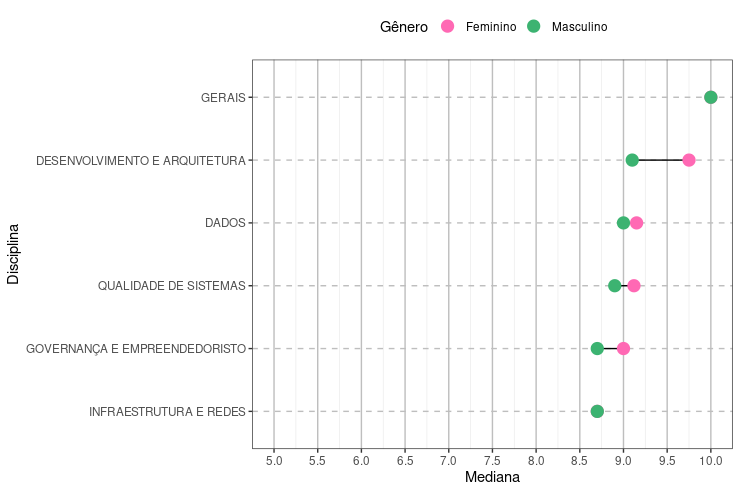 Gênero Feminino Masculino
GERAIS
DESENVOLVIMENTO E ARQUITETURA
DADOS
QUALIDADE DE SISTEMAS
GOVERNANÇA E EMPREENDEDORISTO
INFRAESTRUTURA E REDES
Disciplina
5.0 5.5 6.0 6.5 7.0 7.5 8.0 8.5 9.0 9.5 10.0
Mediana